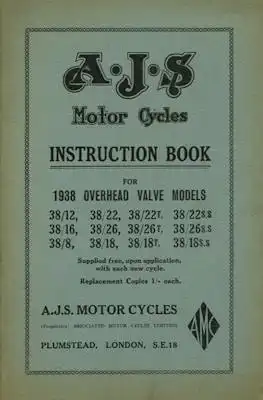 A·J·S
Motor Cycles
INSTRUCTION BOOK
FOR
1938 OVERHEAD VALVE MODELS
38/12, 38/22, 38/22T. 38/22S.S
38/16, 38/26, 38/26T. 38/26S.S
38/8, 38/18, 38/18T. 38/18S.S
Supplied free, upon application,
with each new cycle.
Replacement Copies 1/- each.
A.J.S. MOTOR CYCLES
(Proprietors: ASSOCIATED MOTOR CYCLES LIMITED)
PLUMSTEAD, LONDON, S.E.18
AMC